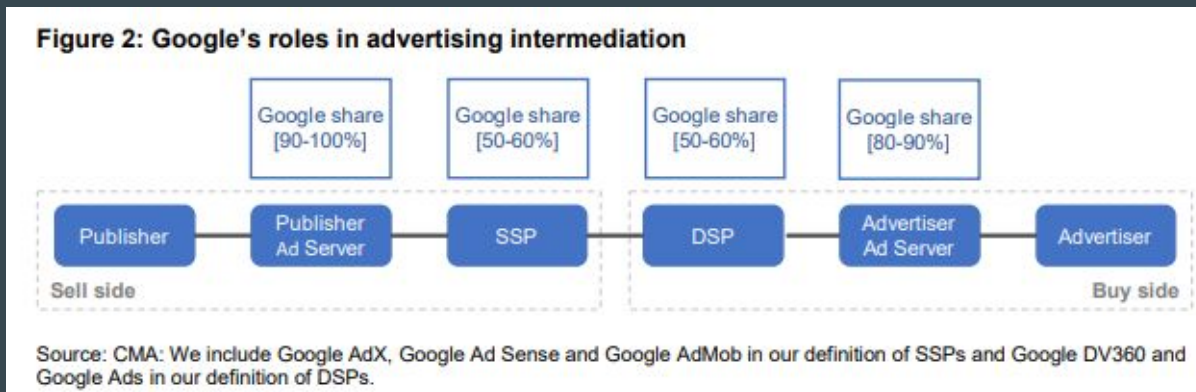 Figure 2: Google's roles in advertising intermediation
Google share
[90-100%]
Google share
[50-60%]
Google share
[50-60%]
Google share
[80-90%]
Publisher
Publisher
Ad Server
SSP
DSP
Advertiser
Ad Server
Advertiser
Sell side
Buy side
Source: CMA: We include Google AdX, Google Ad Sense and Google AdMob in our definition of SSPs and Google DV360 and
Google Ads in our definition of DSPs.